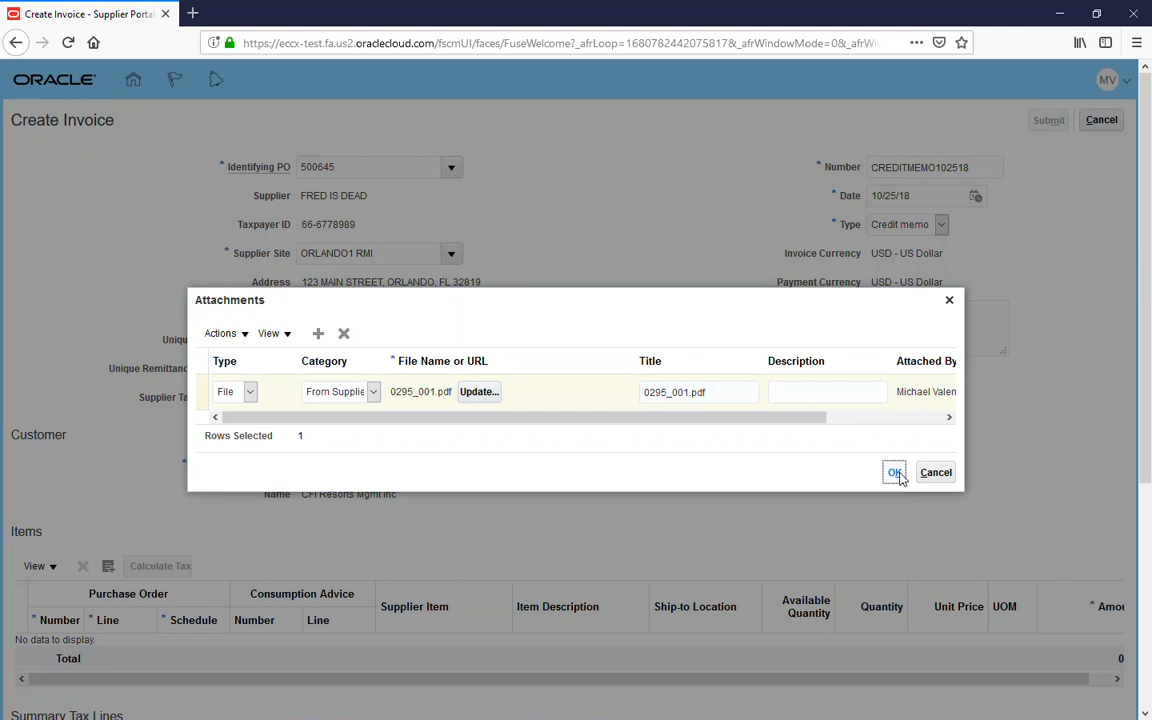 Create Invoice - Supplier Portal
https://eccx-test.fa.us2.oraclecloud.com/fscmUI/faces/FuseWelcome?_afrLoop=1680782442075817&_afrWindowMode=0&_afrWi
ORACLE
MV
Create Invoice
Submit
Cancel
* Identifying PO 500645
* Number CREDITMEMO102518
Supplier FRED IS DEAD
* Date 10/25/18
Taxpayer ID 66-6778989
* Type Credit memo
* Supplier Site ORLANDO1 RMI
Invoice Currency USD - US Dollar
Address 123 MAIN STREET, ORLANDO, FL 32819
Payment Currency USD - US Dollar
Attachments
Actions View
Uniqu
Type Category * File Name or URL Title Description Attached By
Unique Remittanc
File From Supplie 0295_001.pdf Update... 0295_001.pdf Michael Valen
Supplier Ta
Rows Selected 1
Customer
*
OK Cancel
Name CFI Resorts Mgmt Inc
Items
View Calculate Tax
Purchase Order Consumption Advice Supplier Item Item Description Ship-to Location Available Quantity Quantity Unit Price UOM * Amou
* Number * Line * Schedule Number Line
No data to display.
Total 0
Summary Tax Lines